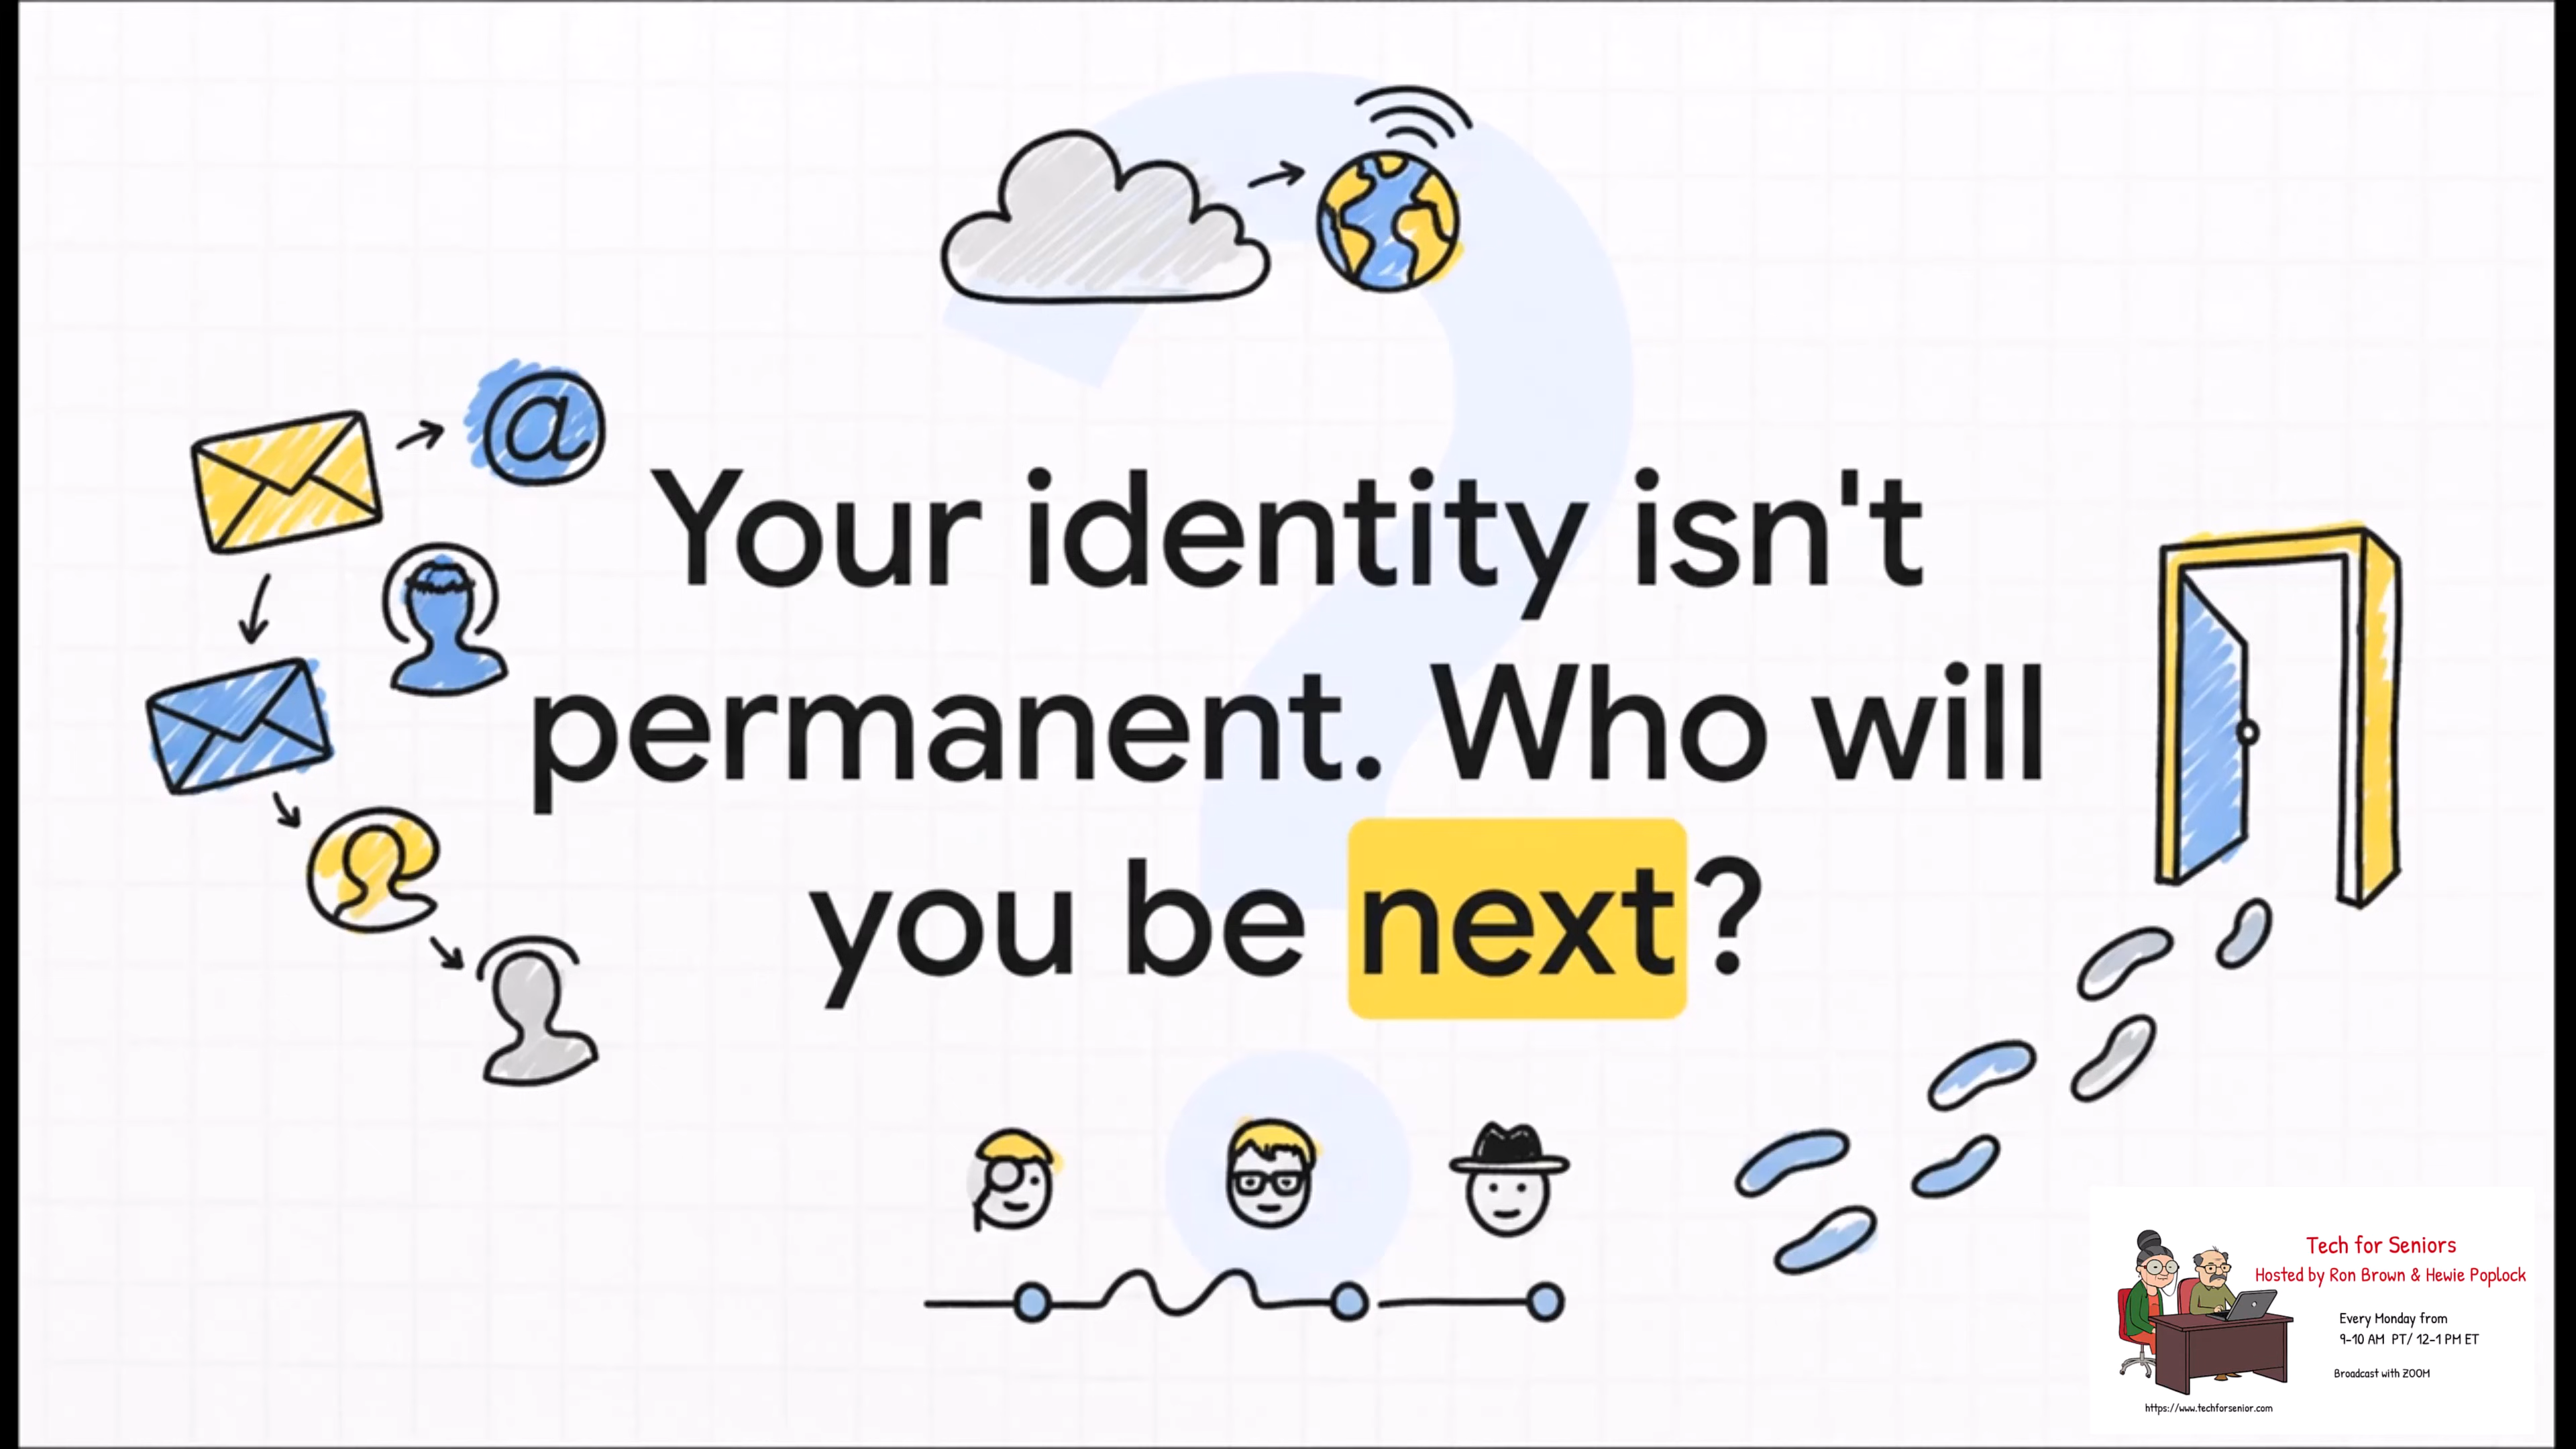 @
Your identity isn't
permanent. Who will
you be next?
Tech for Seniors
Hosted by Ron Brown & Hewie Poplock
Every Monday from
9-10 AM PT/ 12-1 PM ET
Broadcast with ZOOM
https://www.techforsenior.com